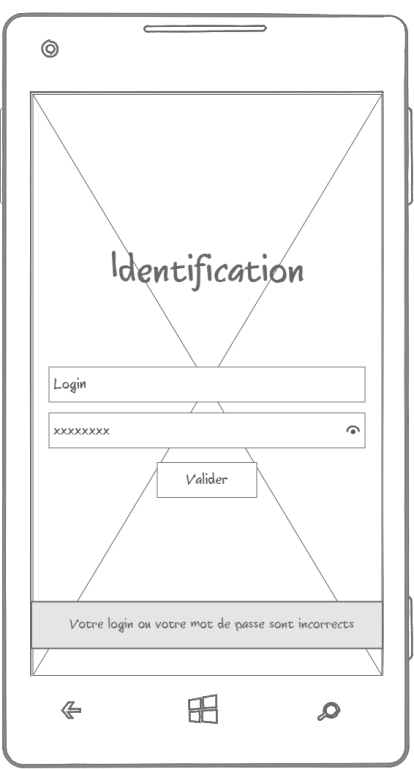 Identification
Login
xxxxxxxx
Valider
Votre login ou votre mot de passe sont incorrects